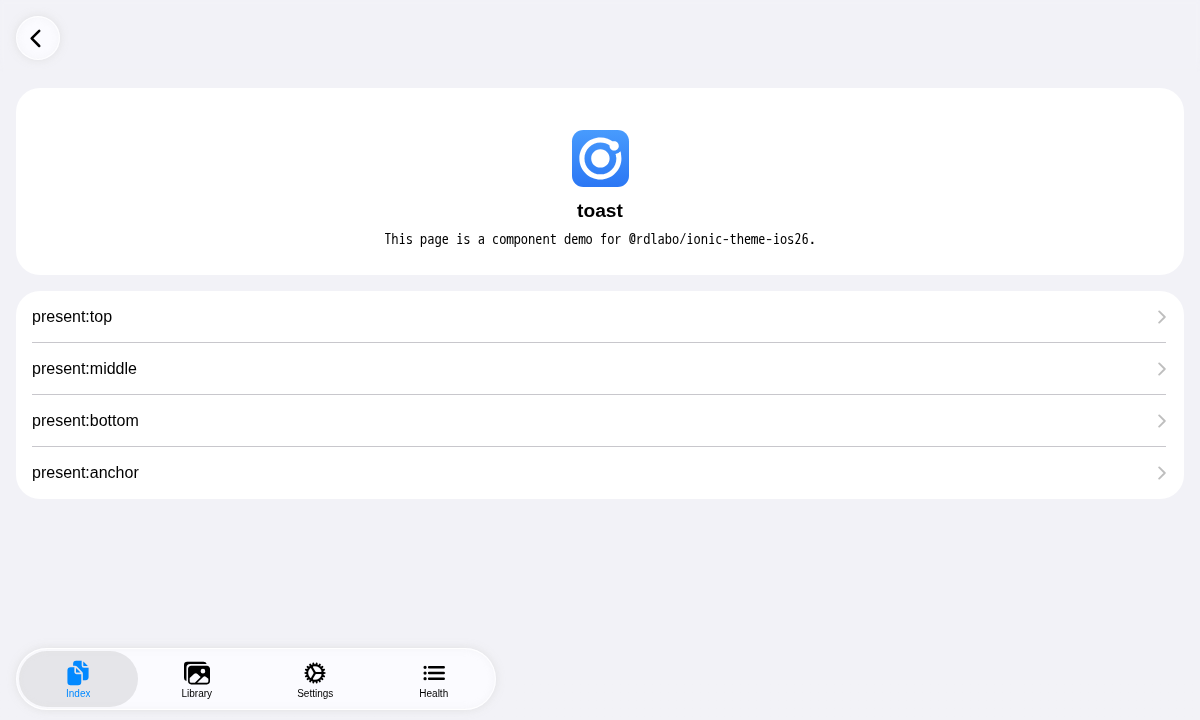 toast
This page is a component demo for @rdlabo/ionic-theme-ios26.
present:top
present:middle
present:bottom
present:anchor
Index
Library
Settings
Health